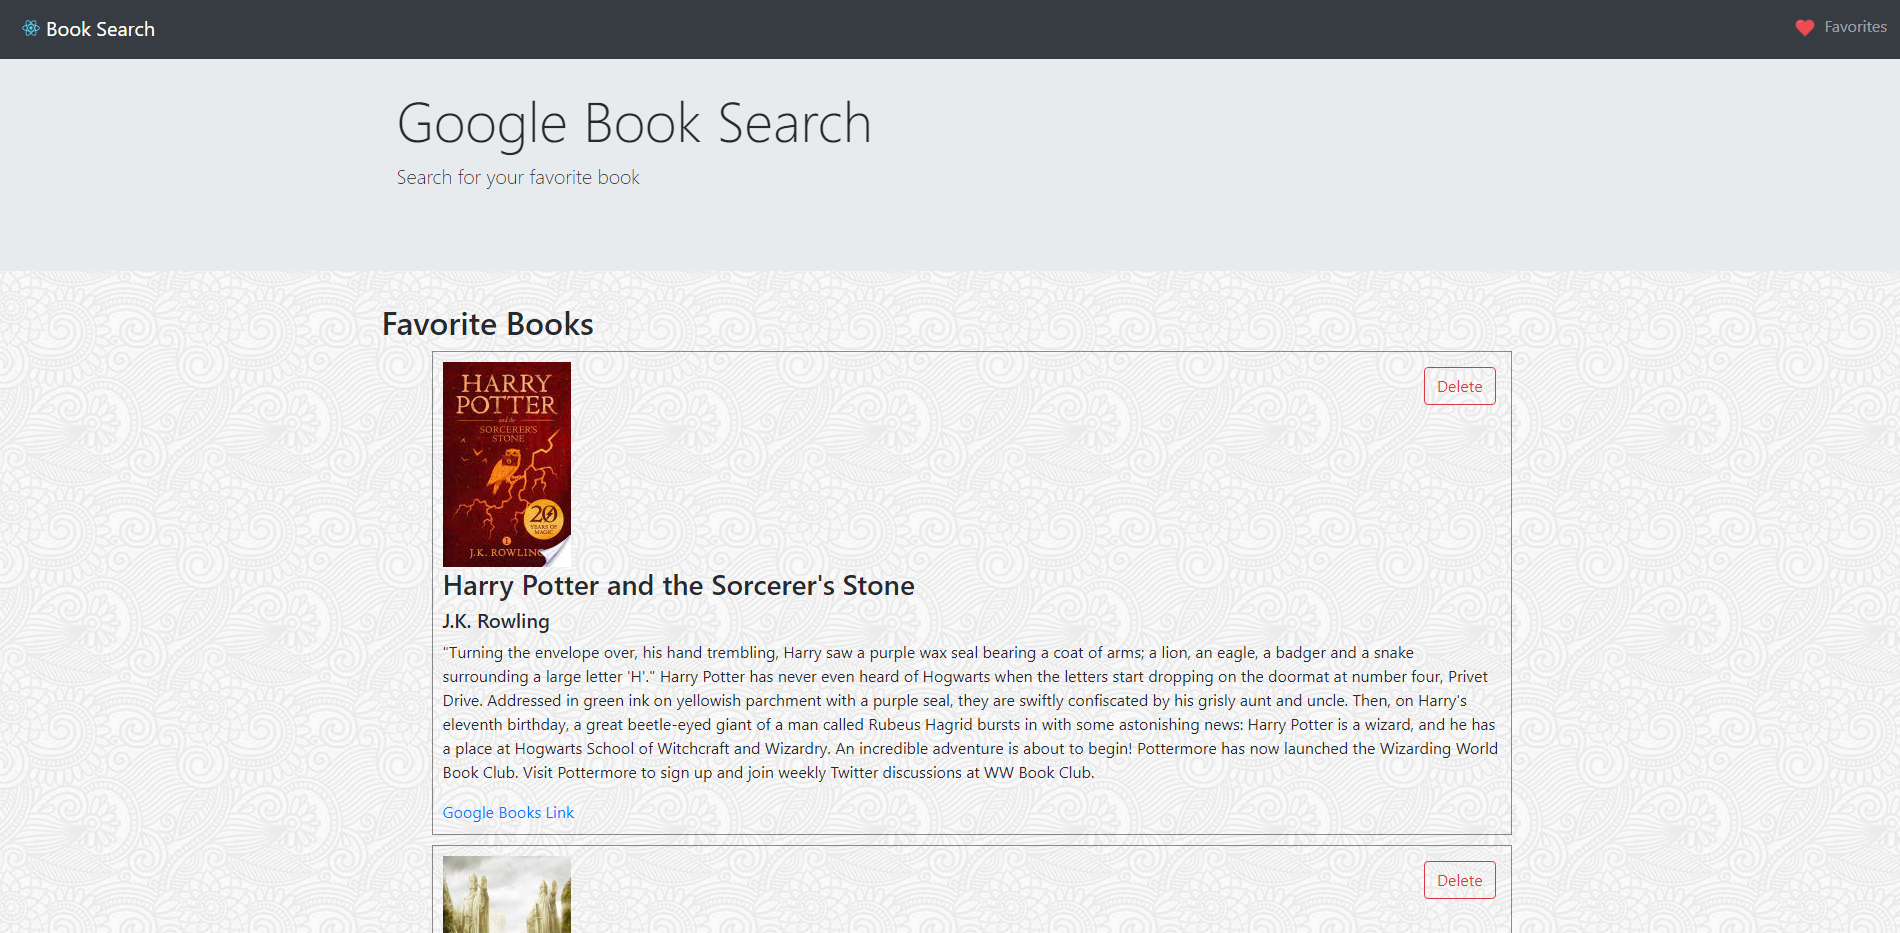 Book Search
Favorites
Google Book Search
Search for your favorite book
Favorite Books
HARRY
POTTER
and the
SORCERER'S
STONE
20
YEARS OF
MAGIC
1
J.K. ROWLING
Delete
Harry Potter and the Sorcerer's Stone
J.K. Rowling
"Turning the envelope over, his hand trembling, Harry saw a purple wax seal bearing a coat of arms; a lion, an eagle, a badger and a snake
surrounding a large letter 'H'." Harry Potter has never even heard of Hogwarts when the letters start dropping on the doormat at number four, Privet
Drive. Addressed in green ink on yellowish parchment with a purple seal, they are swiftly confiscated by his grisly aunt and uncle. Then, on Harry's
eleventh birthday, a great beetle-eyed giant of a man called Rubeus Hagrid bursts in with some astonishing news: Harry Potter is a wizard, and he has
a place at Hogwarts School of Witchcraft and Wizardry. An incredible adventure is about to begin! Pottermore has now launched the Wizarding World
Book Club. Visit Pottermore to sign up and join weekly Twitter discussions at WW Book Club.
Google Books Link
Delete